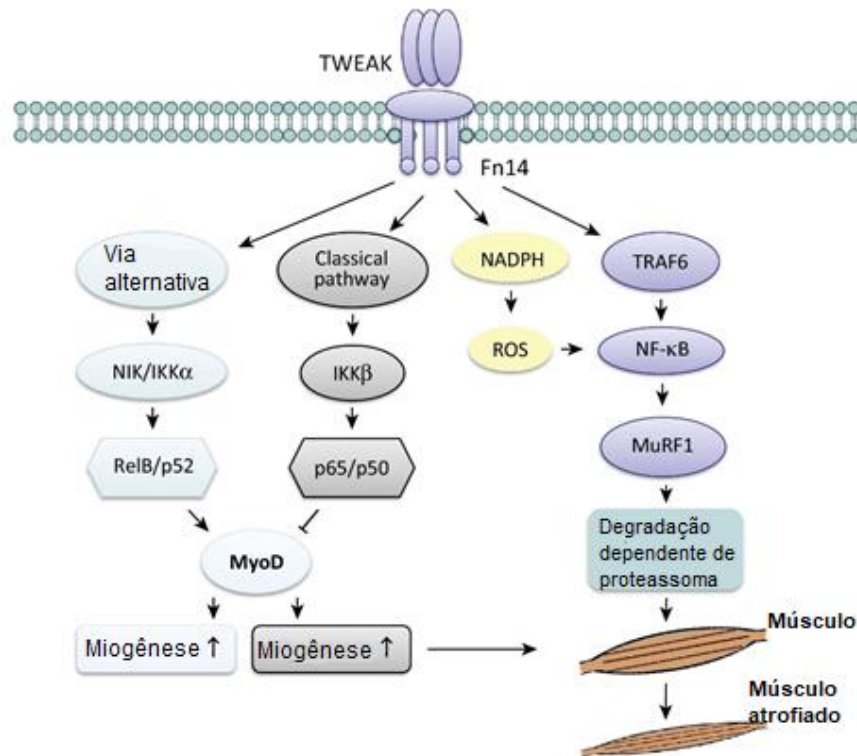 TWEAK
Fn14
Via
alternativa
Classical
pathway
NADPH
TRAF6
NIK/IKKα
IKKβ
ROS
NF-κB
RelB/p52
p65/p50
MuRF1
MyoD
Degradação
dependente de
proteassoma
Miogênese ↑
Miogênese ↑
Músculo
Músculo
atrofiado